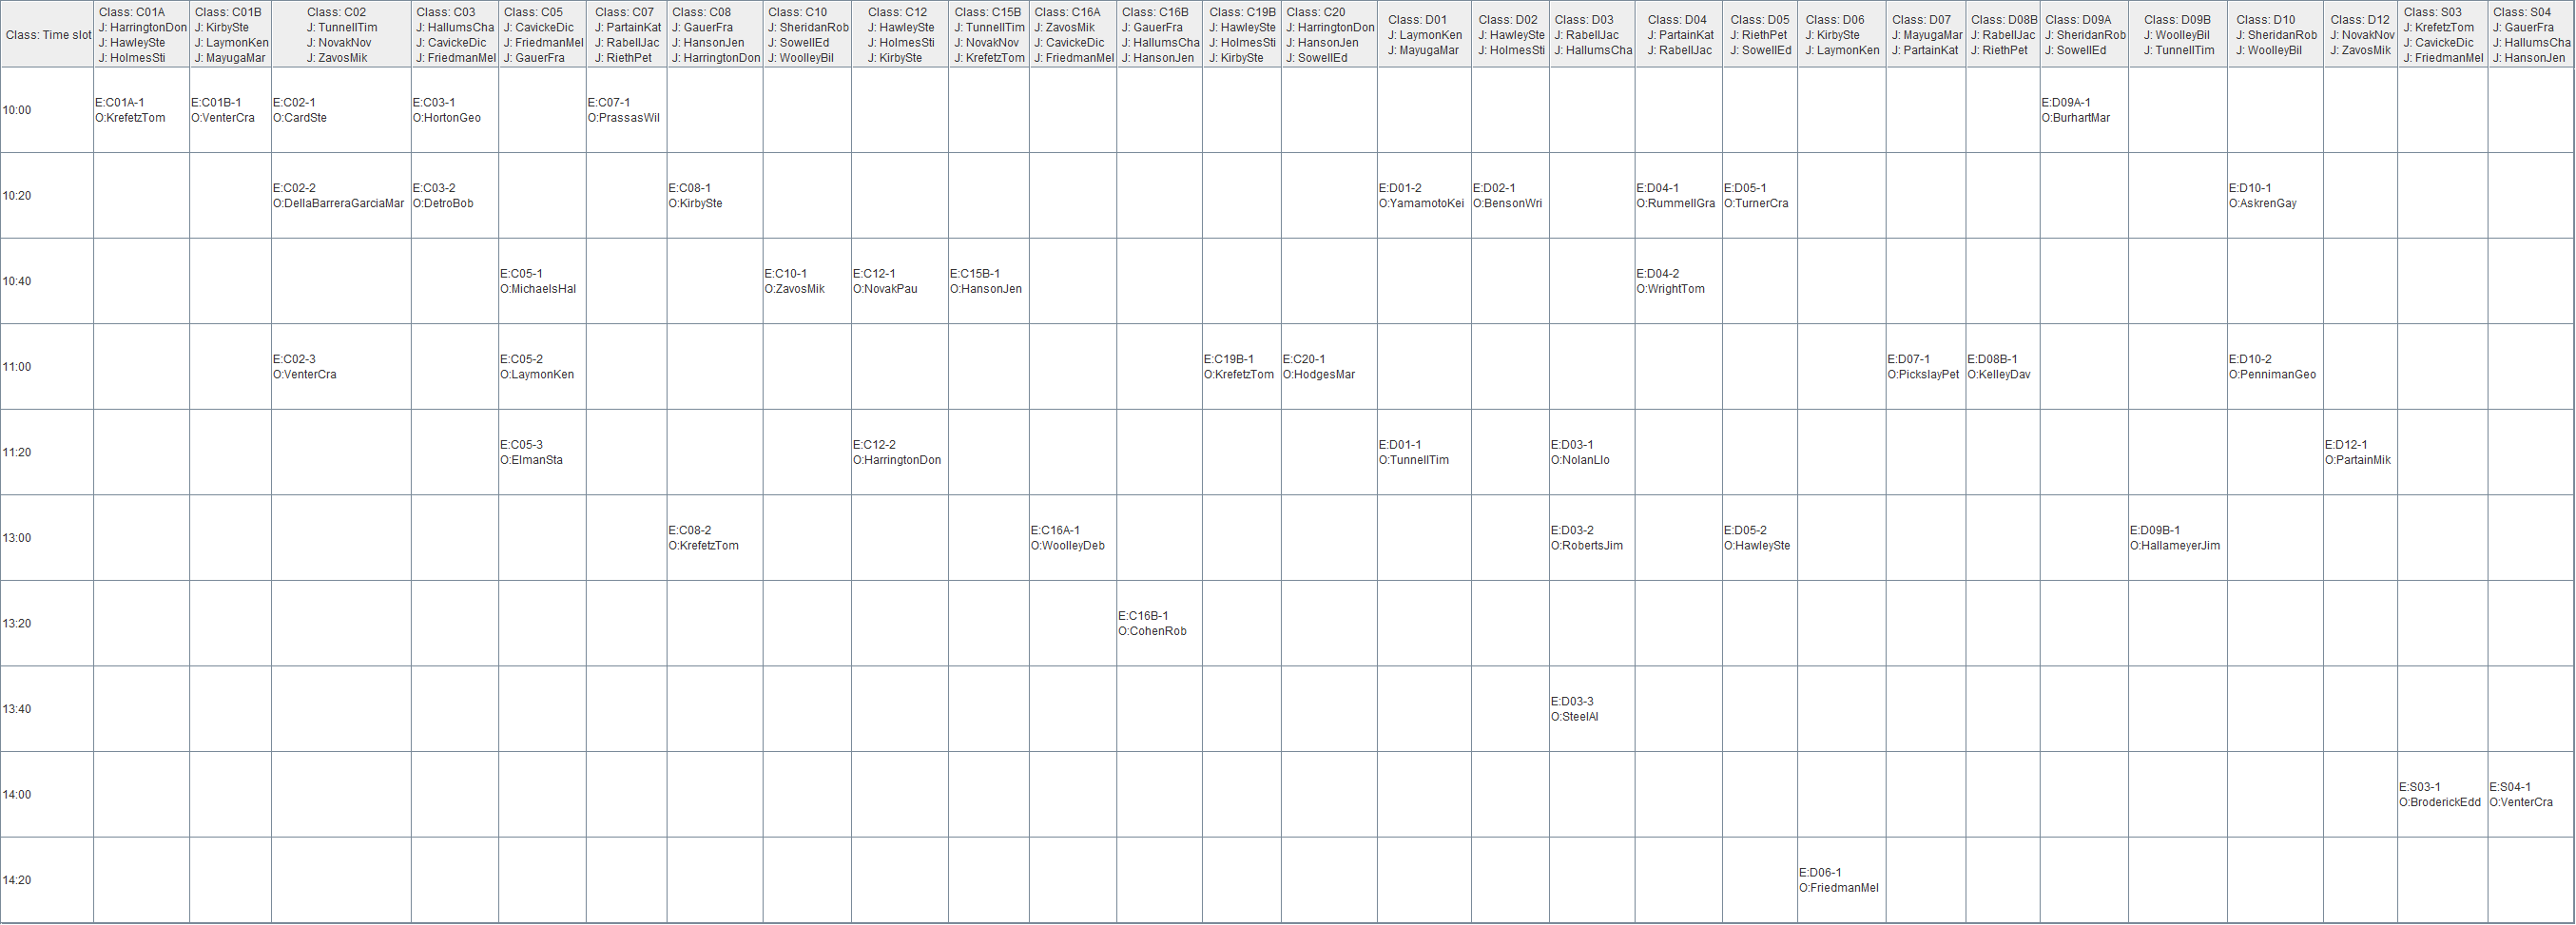 Class: Time slot
Class: C01A
J: HarringtonDon
J: HawleySte
J: HolmesSti
Class: C01B
J: KirbySte
J: LaymonKen
J: MayugaMar
Class: C02
J: TunnellTim
J: NovakNov
J: ZavosMik
Class: C03
J: HallumsCha
J: CavickeDic
J: FriedmanMel
Class: C05
J: CavickeDic
J: FriedmanMel
J: GauerFra
Class: C07
J: PartainKat
J: RabellJac
J: RiethPet
Class: C08
J: GauerFra
J: HansonJen
J: HarringtonDon
Class: C10
J: SheridanRob
J: SowellEd
J: WoolleyBil
Class: C12
J: HawleySte
J: HolmesSti
J: KirbySte
Class: C15B
J: TunnellTim
J: NovakNov
J: KrefetzTom
Class: C16A
J: ZavosMik
J: CavickeDic
J: FriedmanMel
Class: C16B
J: GauerFra
J: HallumsCha
J: HansonJen
Class: C19B
J: HawleySte
J: HolmesSti
J: KirbySte
Class: C20
J: HarringtonDon
J: HansonJen
J: SowellEd
Class: D01
J: LaymonKen
J: MayugaMar
Class: D02
J: HawleySte
J: HolmesSti
Class: D03
J: RabellJac
J: HallumsCha
Class: D04
J: PartainKat
J: RabellJac
Class: D05
J: RiethPet
J: SowellEd
Class: D06
J: KirbySte
J: LaymonKen
Class: D07
J: MayugaMar
J: PartainKat
Class: D08B
J: RabellJac
J: RiethPet
Class: D09A
J: SheridanRob
J: SowellEd
Class: D09B
J: WoolleyBil
J: TunnellTim
Class: D10
J: SheridanRob
J: WoolleyBil
Class: D12
J: NovakNov
J: ZavosMik
Class: S03
J: KrefetzTom
J: CavickeDic
J: FriedmanMel
Class: S04
J: GauerFra
J: HallumsCha
J: HansonJen
10:00
E:C01A-1
O:KrefetzTom
E:C01B-1
O:VenterCra
E:C02-1
O:CardSte
E:C03-1
O:HortonGeo
E:C07-1
O:PrassasWil
E:D09A-1
O:BurhartMar
10:20
E:C02-2
O:DellaBarreraGarciaMar
E:C03-2
O:DetroBob
E:C08-1
O:KirbySte
E:D01-2
O:YamamotoKei
E:D02-1
O:BensonWri
E:D04-1
O:RummellGra
E:D05-1
O:TurnerCra
E:D10-1
O:AskrenGay
10:40
E:C05-1
O:MichaelsHal
E:C10-1
O:ZavosMik
E:C12-1
O:NovakPau
E:C15B-1
O:HansonJen
E:D04-2
O:WrightTom
11:00
E:C02-3
O:VenterCra
E:C05-2
O:LaymonKen
E:C19B-1
O:KrefetzTom
E:C20-1
O:HodgesMar
E:D07-1
O:PickslayPet
E:D08B-1
O:KelleyDav
E:D10-2
O:PennimanGeo
11:20
E:C05-3
O:ElmanSta
E:C12-2
O:HarringtonDon
E:D01-1
O:TunnellTim
E:D03-1
O:NolanLlo
E:D12-1
O:PartainMik
13:00
E:C08-2
O:KrefetzTom
E:C16A-1
O:WoolleyDeb
E:D03-2
O:RobertsJim
E:D05-2
O:HawleySte
E:D09B-1
O:HallameyerJim
13:20
E:C16B-1
O:CohenRob
13:40
E:D03-3
O:SteelAl
14:00
E:S03-1
O:BroderickEdd
E:S04-1
O:VenterCra
14:20
E:D06-1
O:FriedmanMel